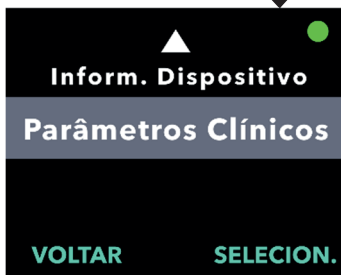 Inform. Dispositivo
Parâmetros Clínicos
VOLTAR SELECION.